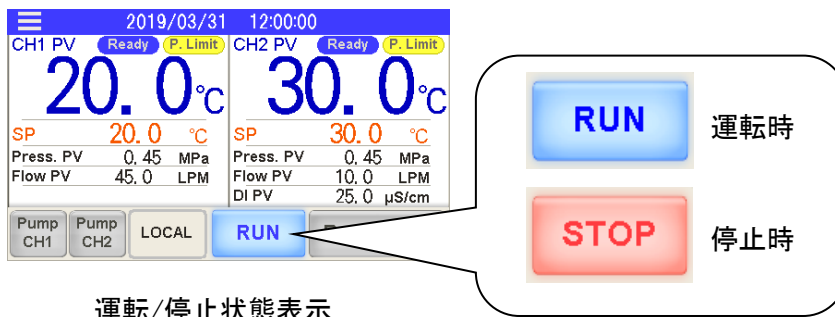 2019/03/31 12:00:00
CH1 PV Ready P. Limit
20.0℃
SP 20.0 ℃
Press. PV 0.45 MPa
Flow PV 45.0 LPM
CH2 PV Ready P. Limit
30.0℃
SP 30.0 ℃
Press. PV 0.45 MPa
Flow PV 10.0 LPM
DI PV 25.0 µS/cm
Pump CH1
Pump CH2
LOCAL
RUN
RUN 運転時
STOP 停止時
運転/停止状態表示